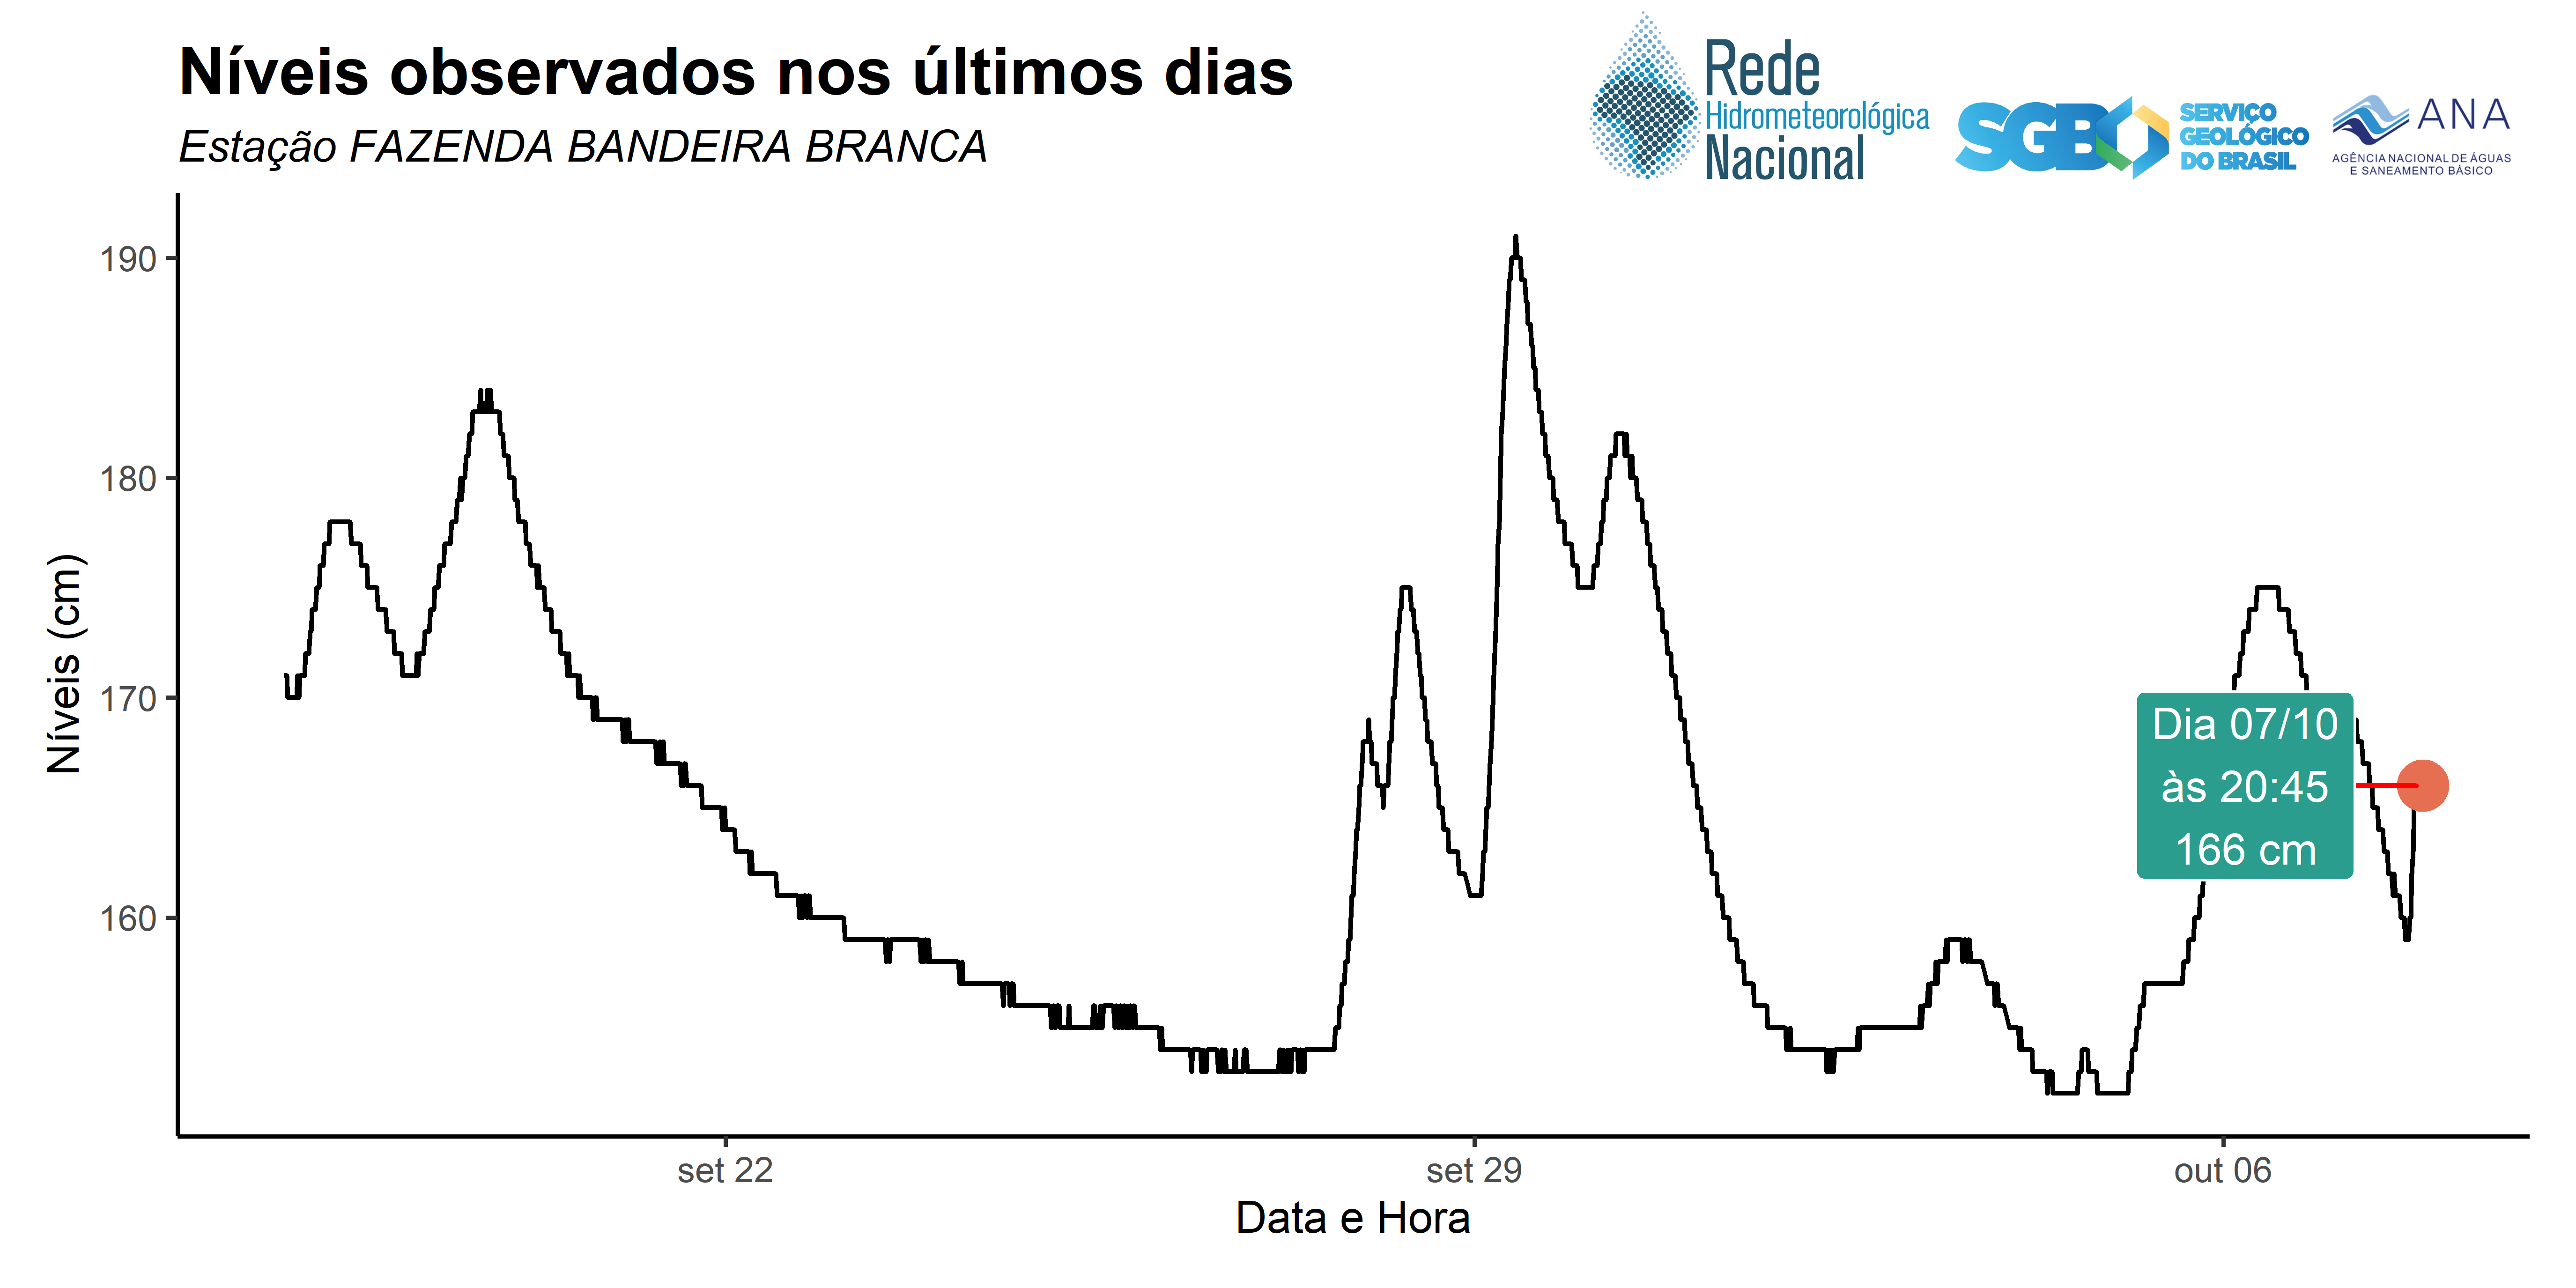 Níveis observados nos últimos dias
Estação FAZENDA BANDEIRA BRANCA
Rede
Hidrometeorológica
Nacional
SGB
SERVIÇO
GEOLÓGICO
DO BRASIL
ANA
AGÊNCIA NACIONAL DE ÁGUAS
E SANEAMENTO BÁSICO
Níveis (cm)
190
180
170
160
Dia 07/10
às 20:45
166 cm
set 22
set 29
out 06
Data e Hora